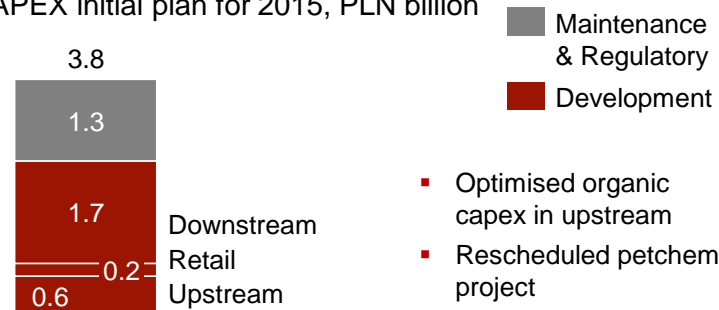 APEX initial plan for 2015, PLN billion
Maintenance
& Regulatory
Development
3.8
1.3
1.7
Downstream
0.2
Retail
0.6
Upstream
▪ Optimised organic
capex in upstream
▪ Rescheduled petchem
project